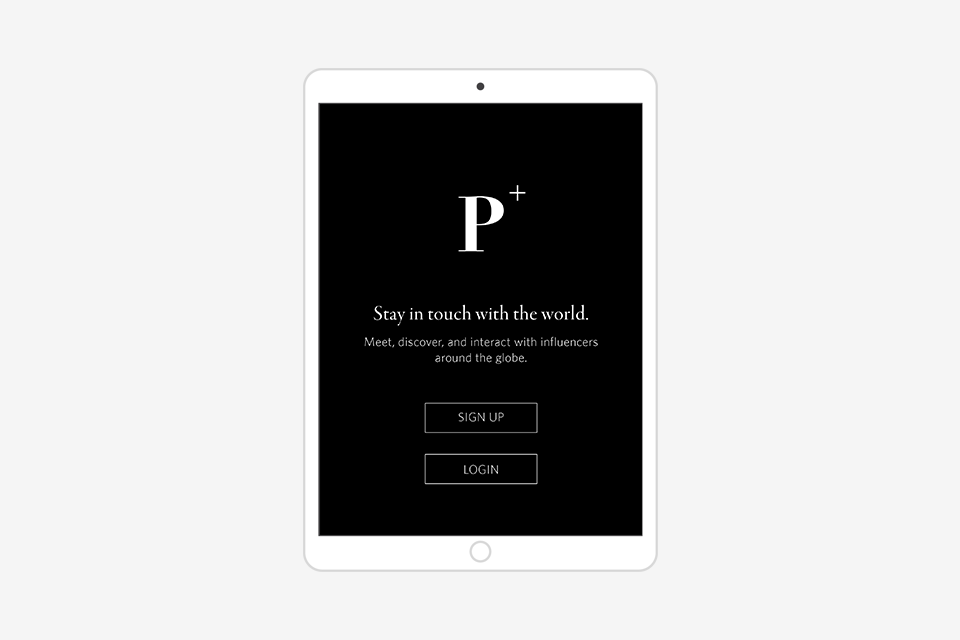 P+
Stay in touch with the world.
Meet, discover, and interact with influencers
around the globe.
SIGN UP
LOGIN